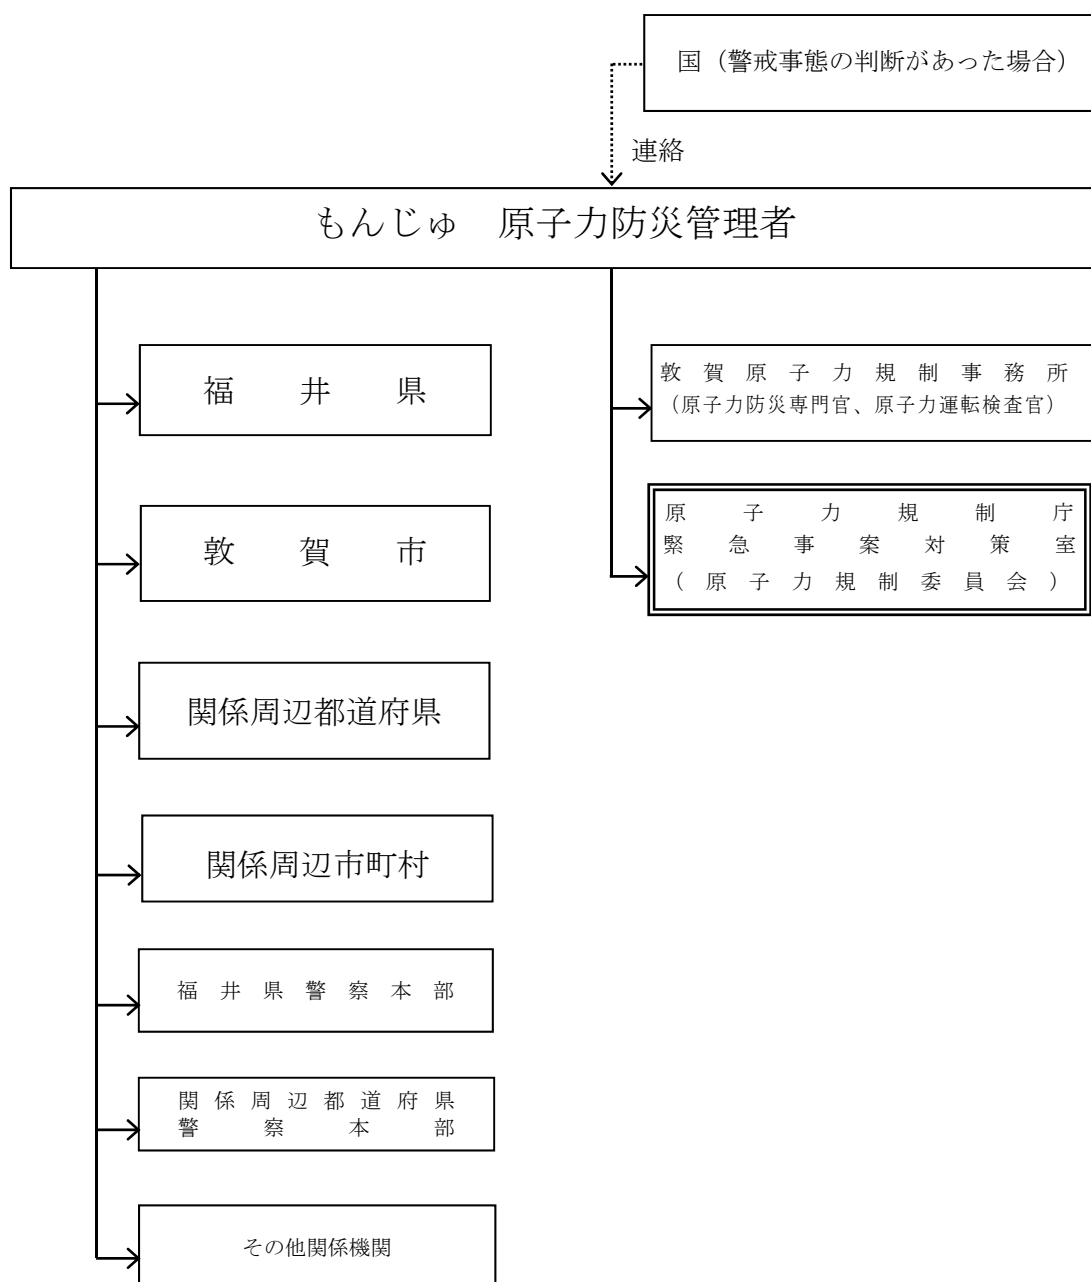 国（警戒事態の判断があった場合）
連絡
もんじゅ　原子力防災管理者
福　井　県
敦　賀　市
関係周辺都道府県
関係周辺市町村
福井県警察本部
関係周辺都道府県
警察本部
その他関係機関
敦賀原子力規制事務所
（原子力防災専門官、原子力運転検査官）
原子力規制庁
緊急事案対策室
（原子力規制委員会）